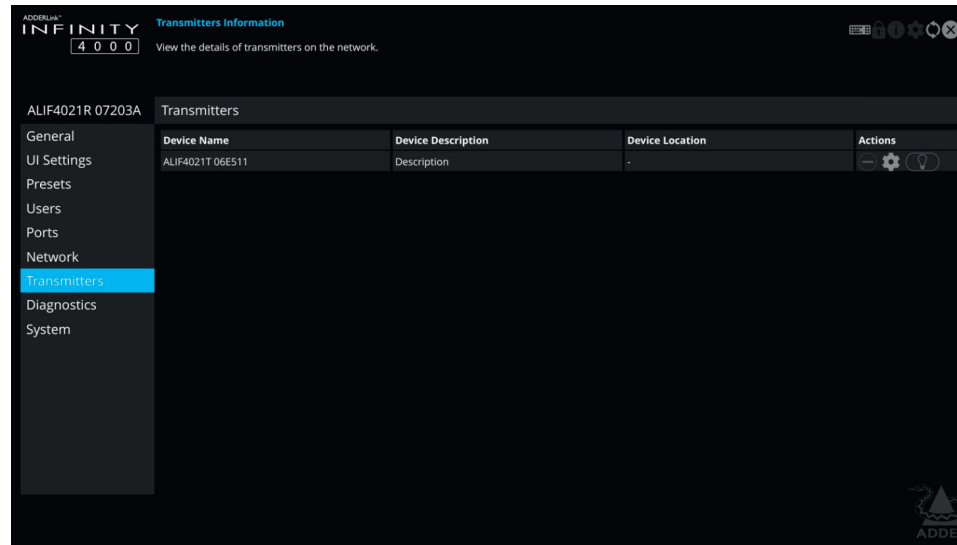 ADDERLink™
INFINITY
4000
Transmitters Information
View the details of transmitters on the network.
ALIF4021R 07203A
Transmitters
General
UI Settings
Presets
Users
Ports
Network
Transmitters
Diagnostics
System
Device Name Device Description Device Location Actions
ALIF4021T 06E511 Description -
ADDE